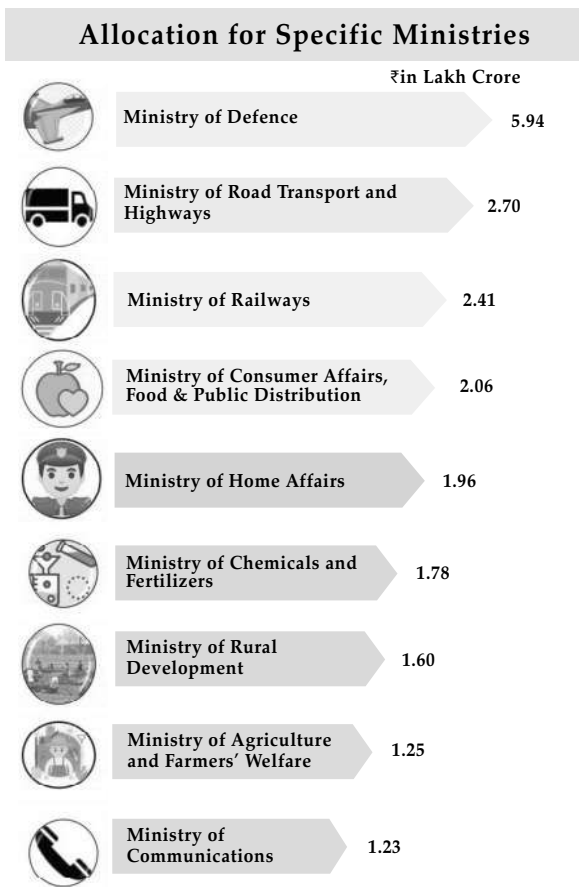 Allocation for Specific Ministries
₹in Lakh Crore
Ministry of Defence
5.94
Ministry of Road Transport and
Highways
2.70
Ministry of Railways
2.41
Ministry of Consumer Affairs,
Food & Public Distribution
2.06
Ministry of Home Affairs
1.96
Ministry of Chemicals and
Fertilizers
1.78
Ministry of Rural
Development
1.60
Ministry of Agriculture
and Farmers’ Welfare
1.25
Ministry of
Communications
1.23